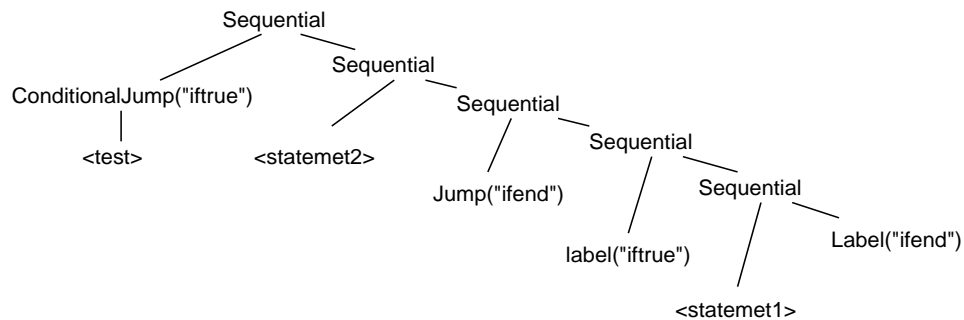 Sequential
Sequential
ConditionalJump("iftrue")
Sequential
Sequential
<test>
<statemet2>
Sequential
Jump("ifend")
Label("ifend")
label("iftrue")
<statemet1>